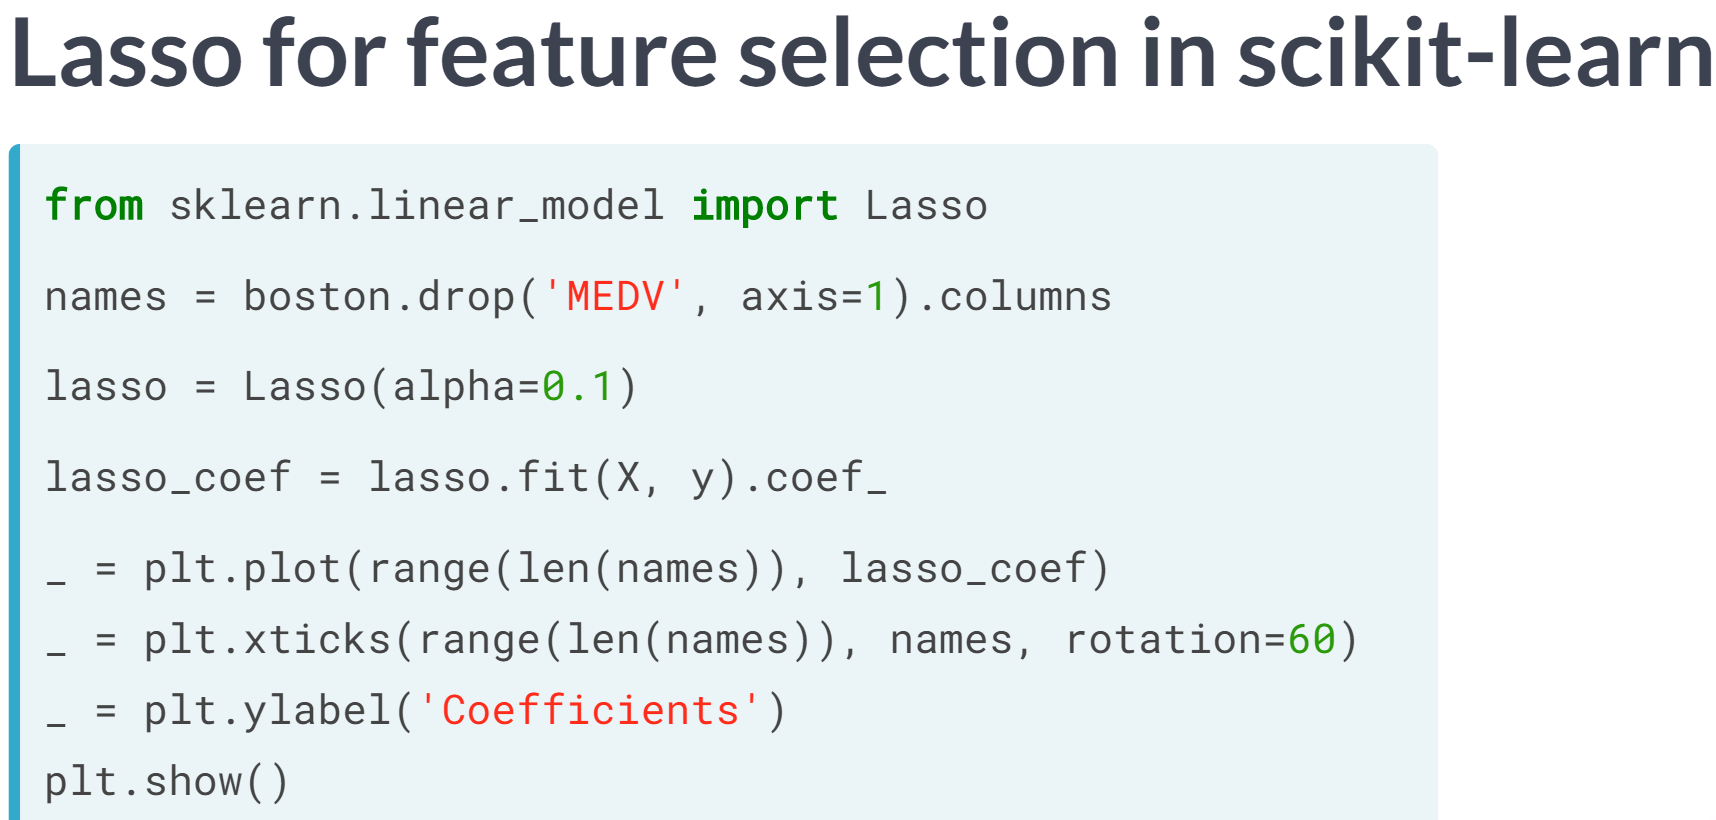 Lasso for feature selection in scikit-learn
from sklearn.linear_model import Lasso
names = boston.drop('MEDV', axis=1).columns
lasso = Lasso(alpha=0.1)
lasso_coef = lasso.fit(X, y).coef_
_ = plt.plot(range(len(names)), lasso_coef)
_ = plt.xticks(range(len(names)), names, rotation=60)
_ = plt.ylabel('Coefficients')
plt.show()